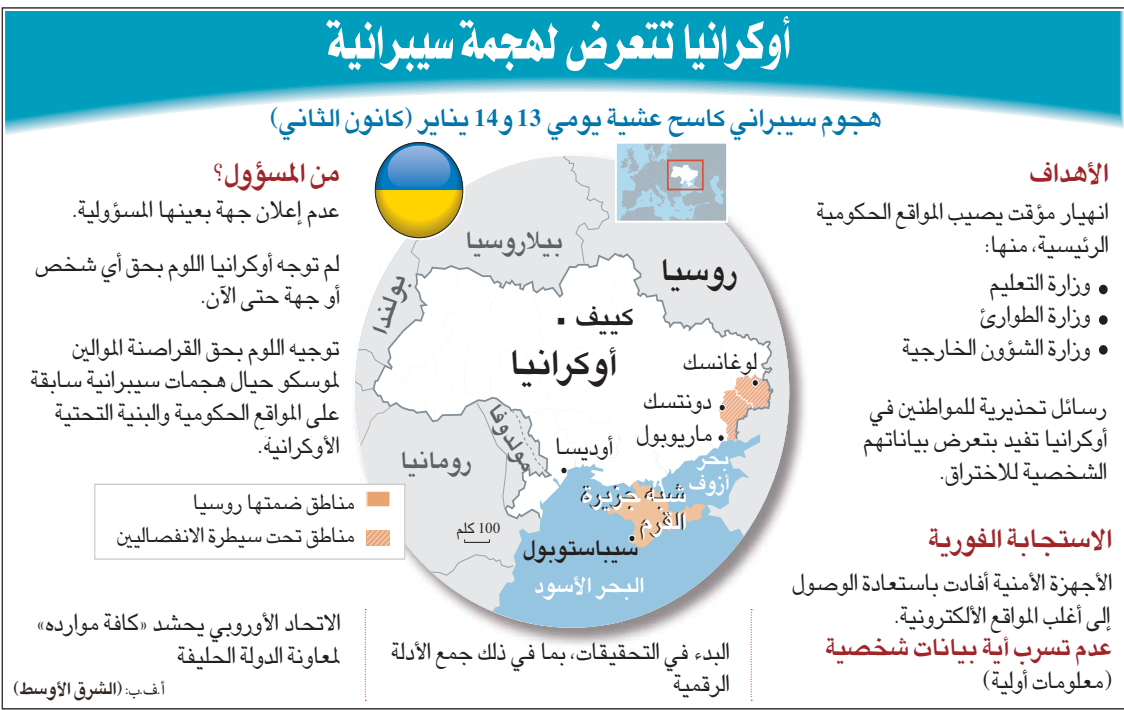 أوكرانيا تتعرض لهجمة سيبرانية
هجوم سيبراني كاسح عشية يومي 13 و14 يناير (كانون الثاني)
الأهداف
انهيار مؤقت يصيب المواقع الحكومية
الرئيسية، منها:
• وزارة التعليم
• وزارة الطوارئ
• وزارة الشؤون الخارجية
رسائل تحذيرية للمواطنين في
أوكرانيا تفيد بتعرض بياناتهم
الشخصية للاختراق.
الاستجابة الفورية
الأجهزة الأمنية أفادت باستعادة الوصول
إلى أغلب المواقع الألكترونية.
عدم تسرب أية بيانات شخصية
(معلومات أولية)
بيلاروسيا
روسيا
بولندا
كييف
أوكرانيا
لوغانسك
دونتسك
ماريوبول
مولدوفا
أوديسا
رومانيا
بحر
آزوف
شبه جزيرة
القرم
100 كلم
سيباستوبول
البحر الأسود
البدء في التحقيقات، بما في ذلك جمع الأدلة
الرقمية
من المسؤول؟
عدم إعلان جهة بعينها المسؤولية.
لم توجه أوكرانيا اللوم بحق أي شخص
أو جهة حتى الآن.
توجيه اللوم بحق القراصنة الموالين
لموسكو حيال هجمات سيبرانية سابقة
على المواقع الحكومية والبنية التحتية
الأوكرانية.
مناطق ضمتها روسيا
مناطق تحت سيطرة الانفصاليين
الاتحاد الأوروبي يحشد «كافة موارده»
لمعاونة الدولة الحليفة
أ.ف.ب: (الشرق الأوسط)